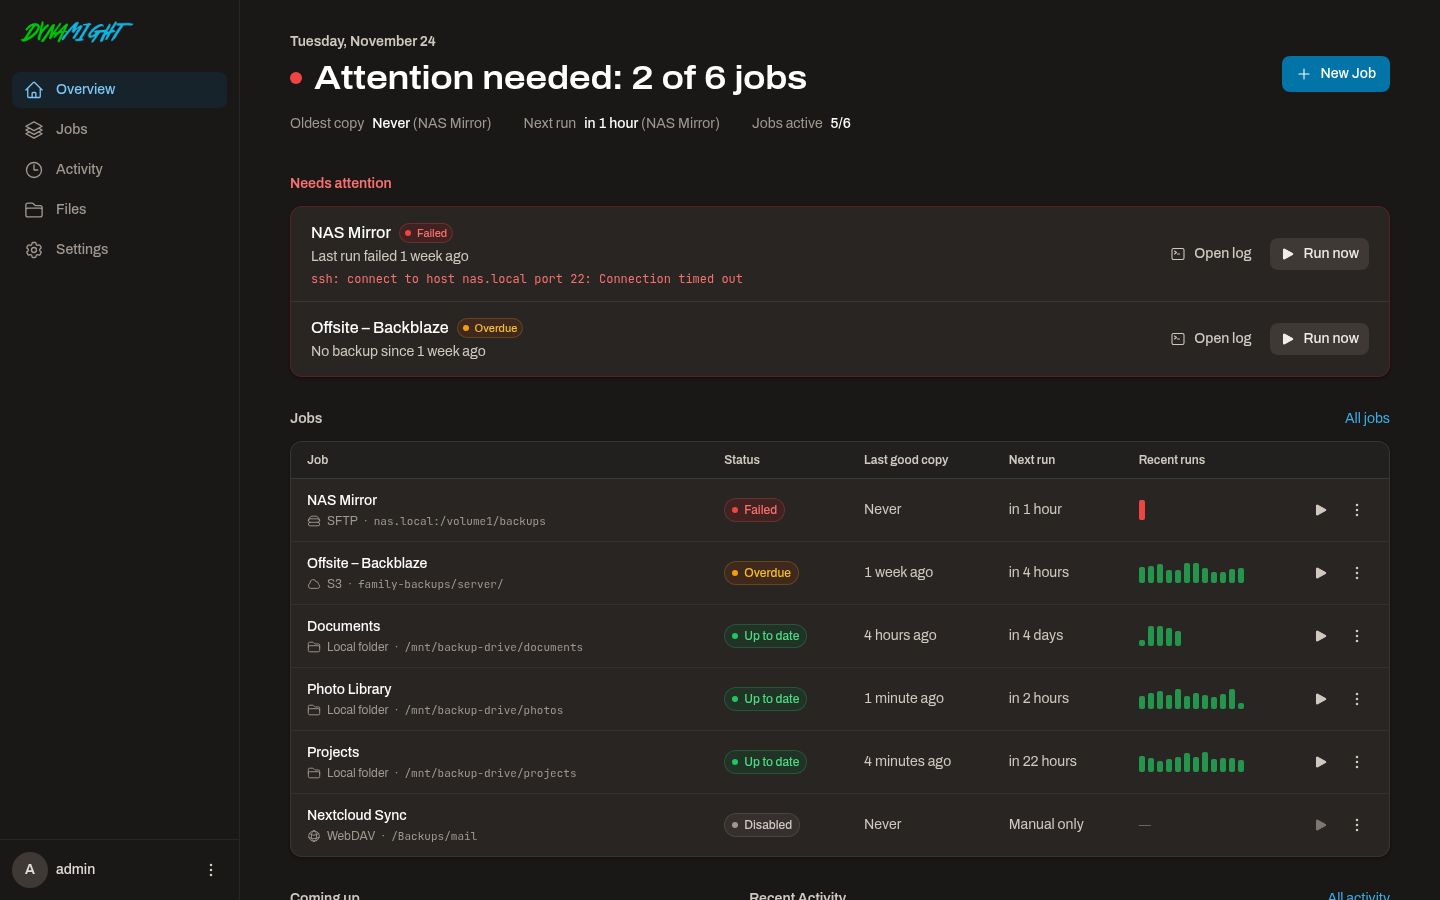 DYNAMIGHT
Overview
Jobs
Activity
Files
Settings
A admin
Tuesday, November 24
Attention needed: 2 of 6 jobs
New Job
Oldest copy Never (NAS Mirror) Next run in 1 hour (NAS Mirror) Jobs active 5/6
Needs attention
NAS Mirror Failed
Last run failed 1 week ago
ssh: connect to host nas.local port 22: Connection timed out
Open log Run now
Offsite – Backblaze Overdue
No backup since 1 week ago
Open log Run now
Jobs All jobs
Job Status Last good copy Next run Recent runs
NAS Mirror
SFTP · nas.local:/volume1/backups
Failed Never in 1 hour
Offsite – Backblaze
S3 · family-backups/server/
Overdue 1 week ago in 4 hours
Documents
Local folder · /mnt/backup-drive/documents
Up to date 4 hours ago in 4 days
Photo Library
Local folder · /mnt/backup-drive/photos
Up to date 1 minute ago in 2 hours
Projects
Local folder · /mnt/backup-drive/projects
Up to date 4 minutes ago in 22 hours
Nextcloud Sync
WebDAV · /Backups/mail
Disabled Never Manual only —
Coming up Recent Activity All activity